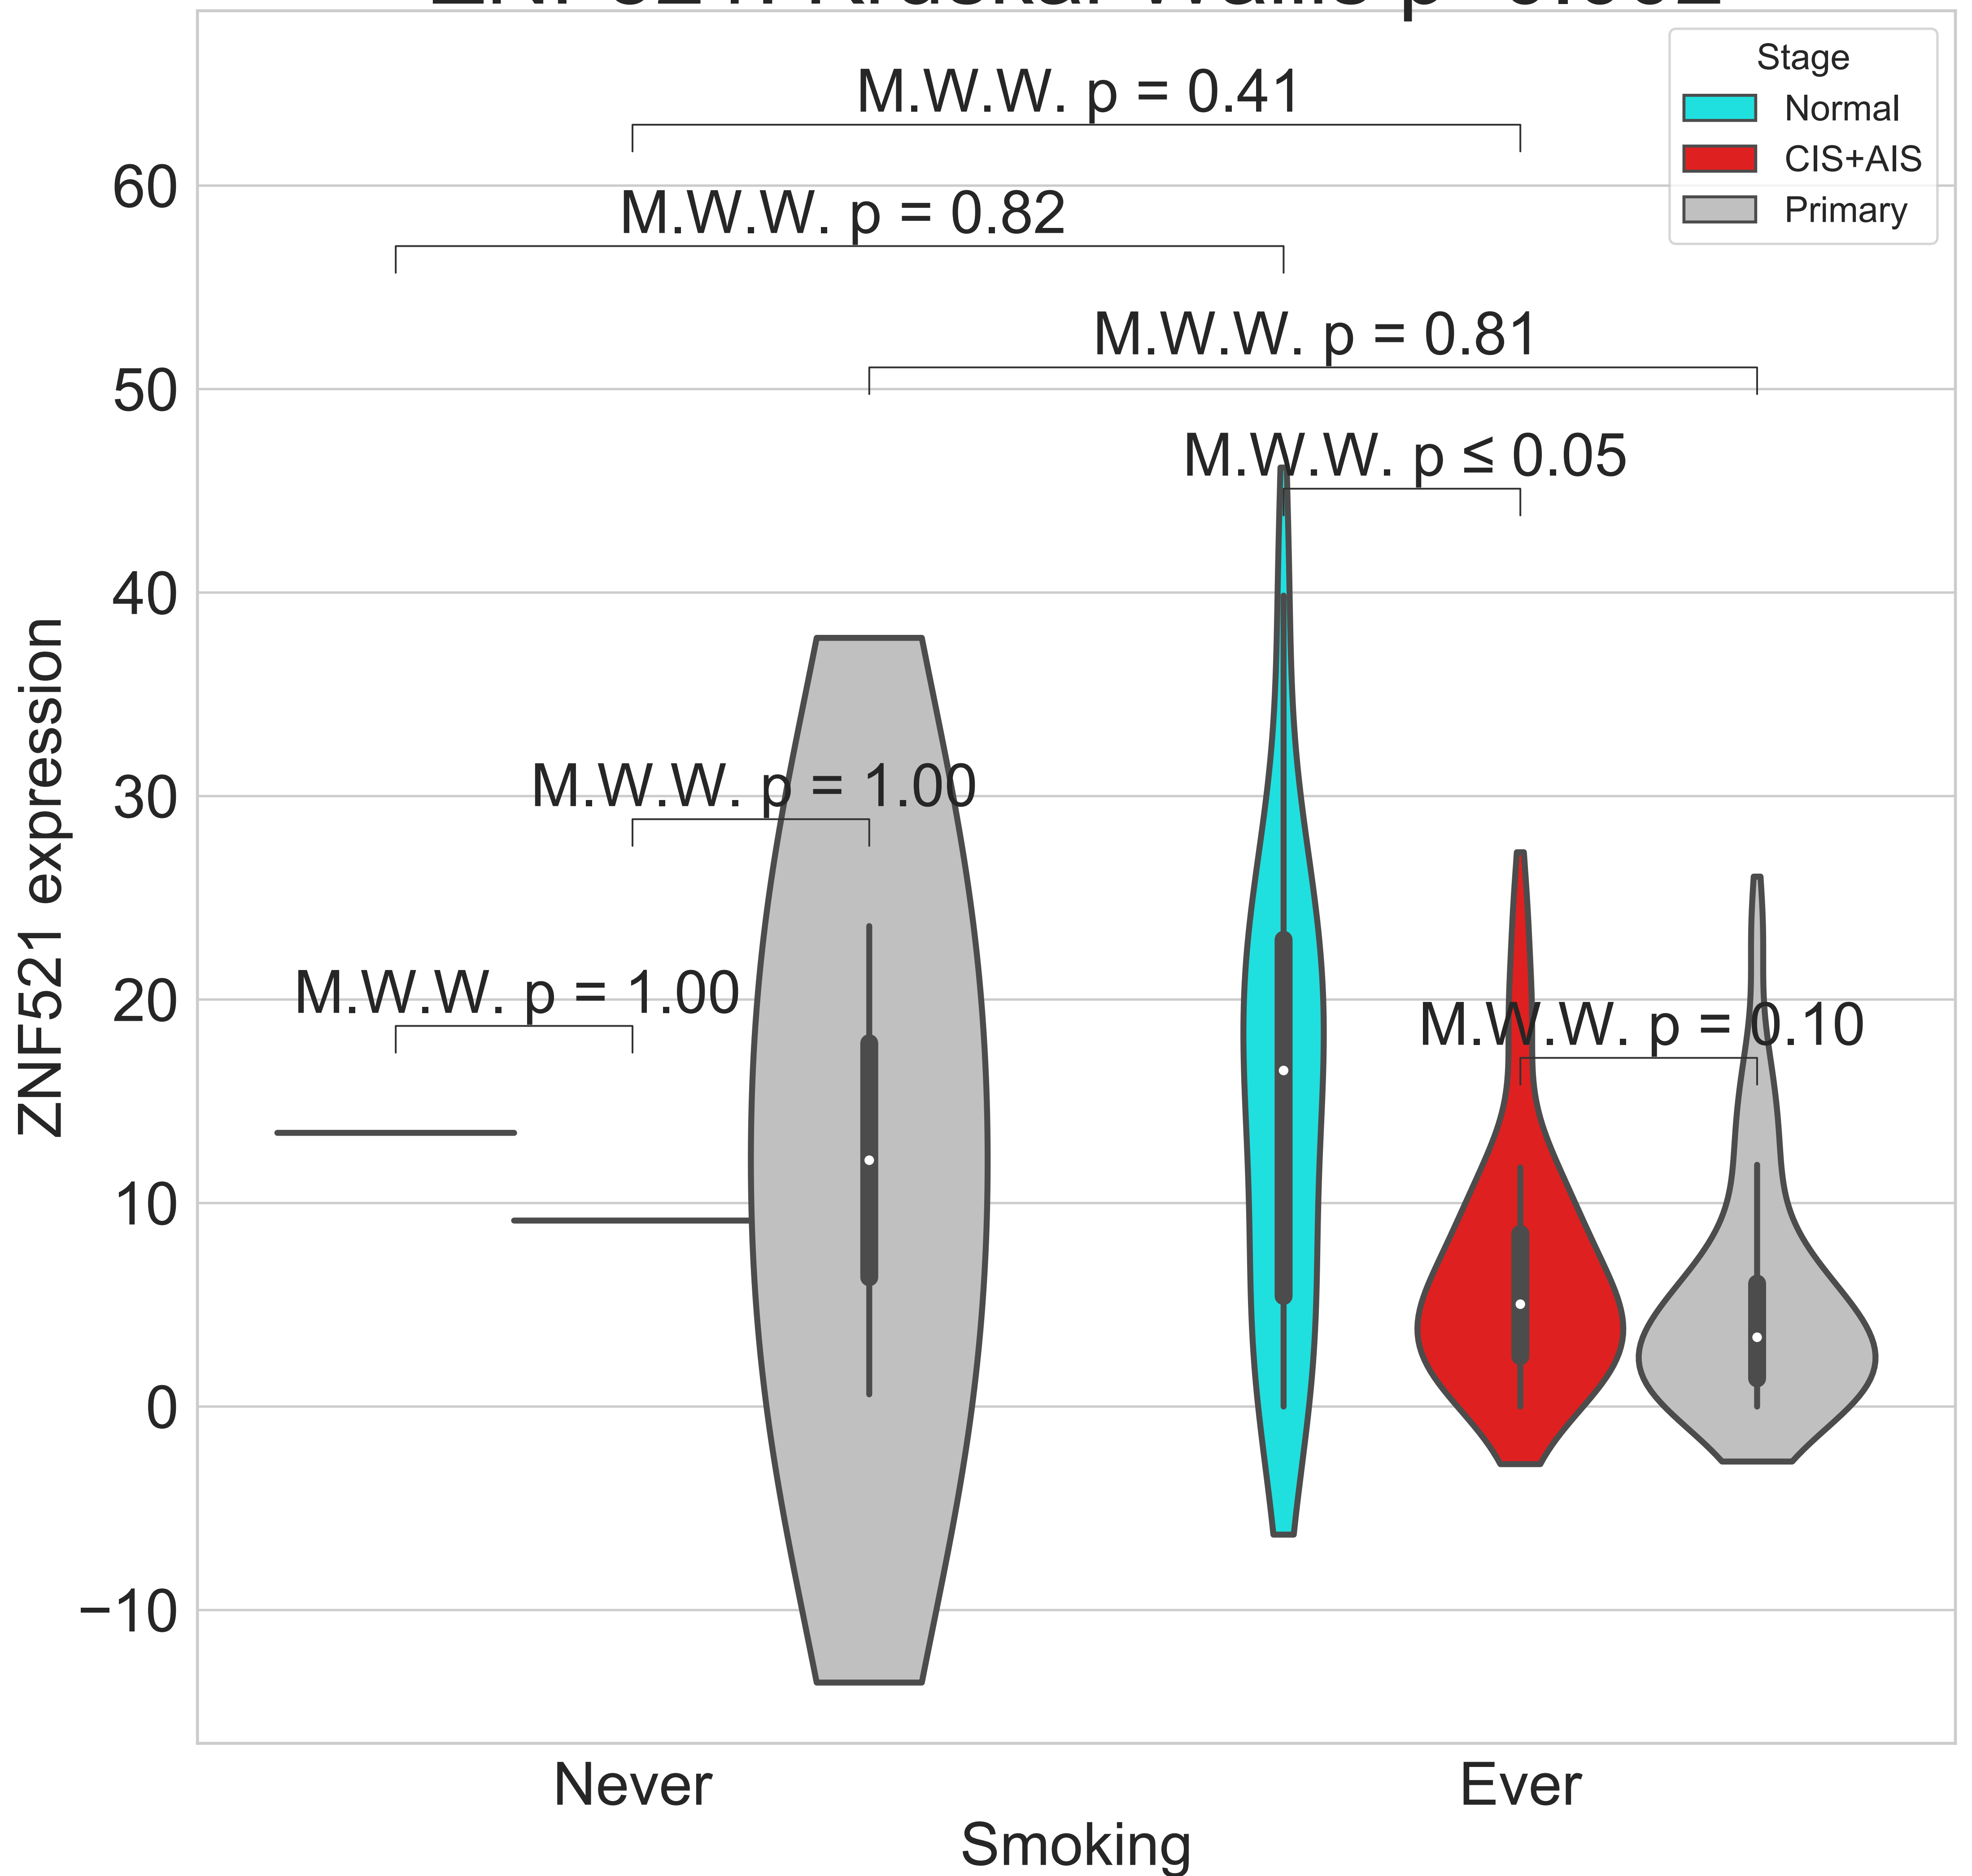 Stage
Normal
CIS+AIS
Primary
M.W.W. p = 0.41
M.W.W. p = 0.82
M.W.W. p = 0.81
M.W.W. p ≤ 0.05
M.W.W. p = 1.00
M.W.W. p = 1.00
M.W.W. p = 0.10
60
50
40
30
20
10
0
−10
ZNF521 expression
Never
Ever
Smoking